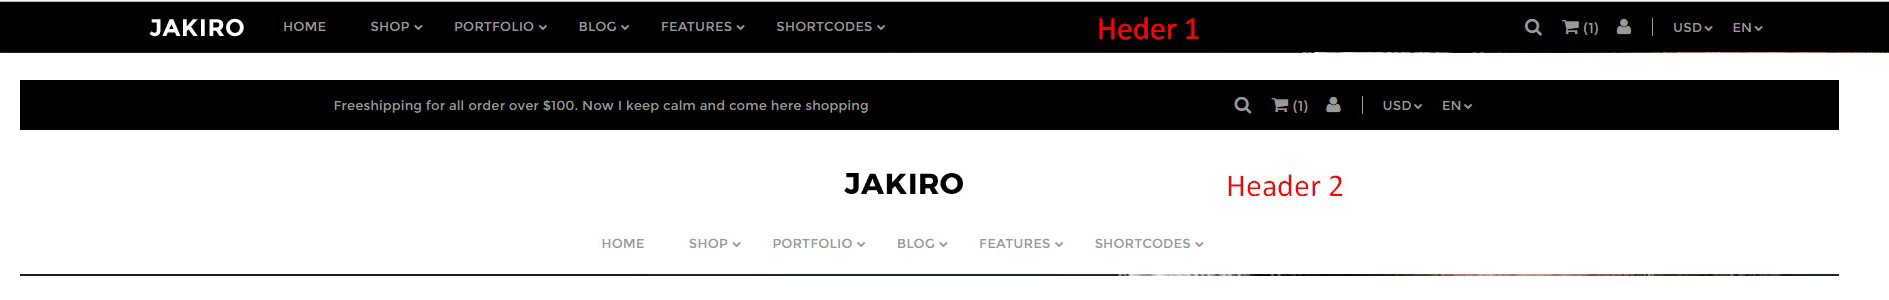 JAKIRO HOME SHOP PORTFOLIO BLOG FEATURES SHORTCODES Heder 1 (1) USD EN
Freeshipping for all order over $100. Now I keep calm and come here shopping (1) USD EN
JAKIRO Header 2
HOME SHOP PORTFOLIO BLOG FEATURES SHORTCODES